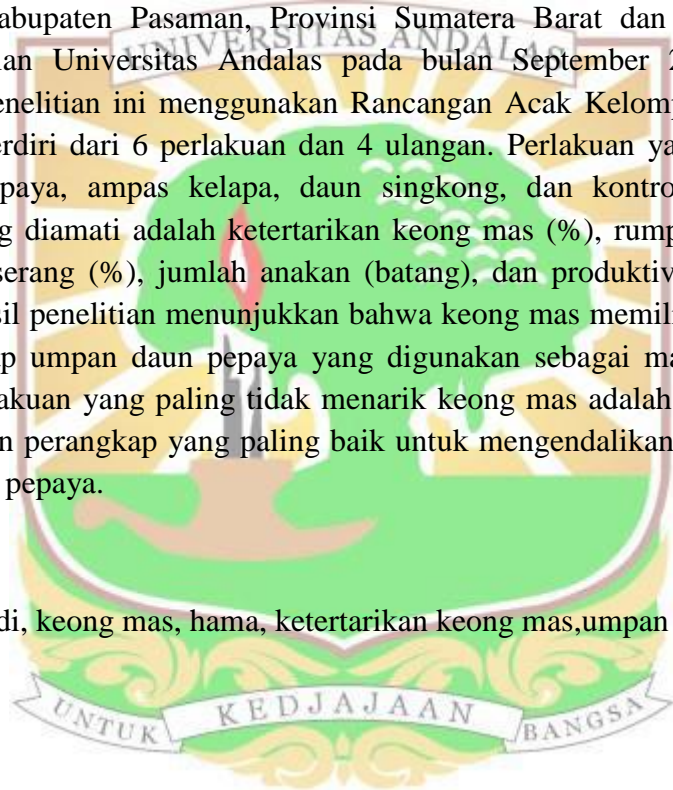 abupaten Pasaman, Provinsi Sumatera Barat dan
UNIVERSITAS ANDALAS
an Universitas Andalas pada bulan September 2
enelitian ini menggunakan Rancangan Acak Kelomp
erdiri dari 6 perlakuan dan 4 ulangan. Perlakuan ya
paya, ampas kelapa, daun singkong, dan kontro
g diamati adalah ketertarikan keong mas (%), rump
serang (%), jumlah anakan (batang), dan produktiv
sil penelitian menunjukkan bahwa keong mas memili
p umpan daun pepaya yang digunakan sebagai ma
akuan yang paling tidak menarik keong mas adalah
n perangkap yang paling baik untuk mengendalikan
pepaya.
di, keong mas, hama, ketertarikan keong mas,umpan
UNTUK KEDJAJAAN BANGSA